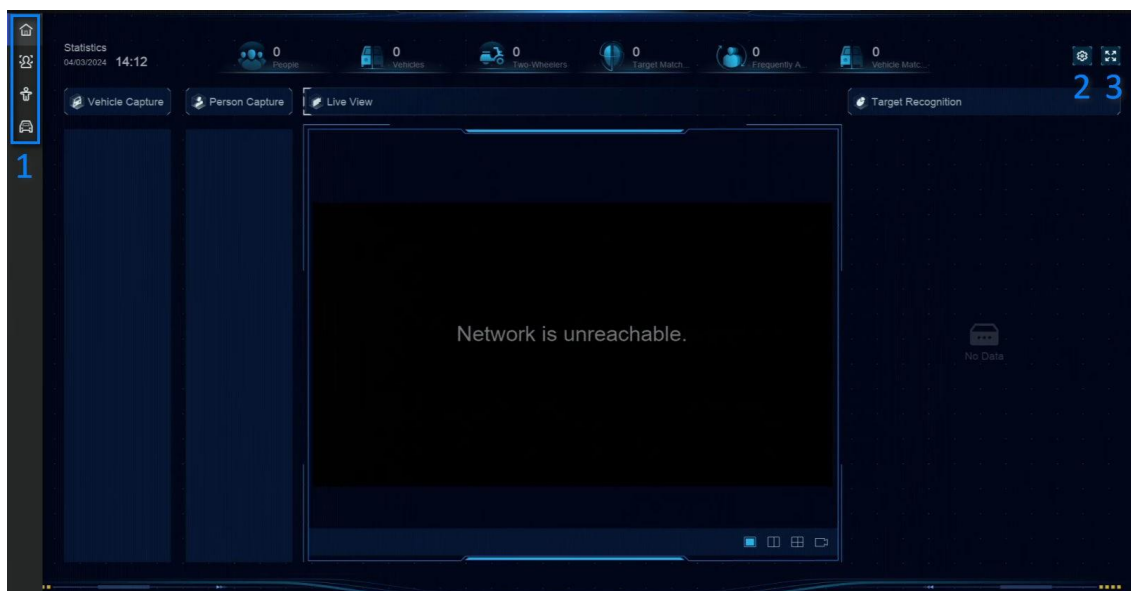 Statistics
04/03/2024 14:12
0
People
0
Vehicles
0
Two-Wheelers
0
Target Match...
0
Frequently A...
0
Vehicle Matc...
2
3
Vehicle Capture
Person Capture
Live View
Target Recognition
1
Network is unreachable.
No Data